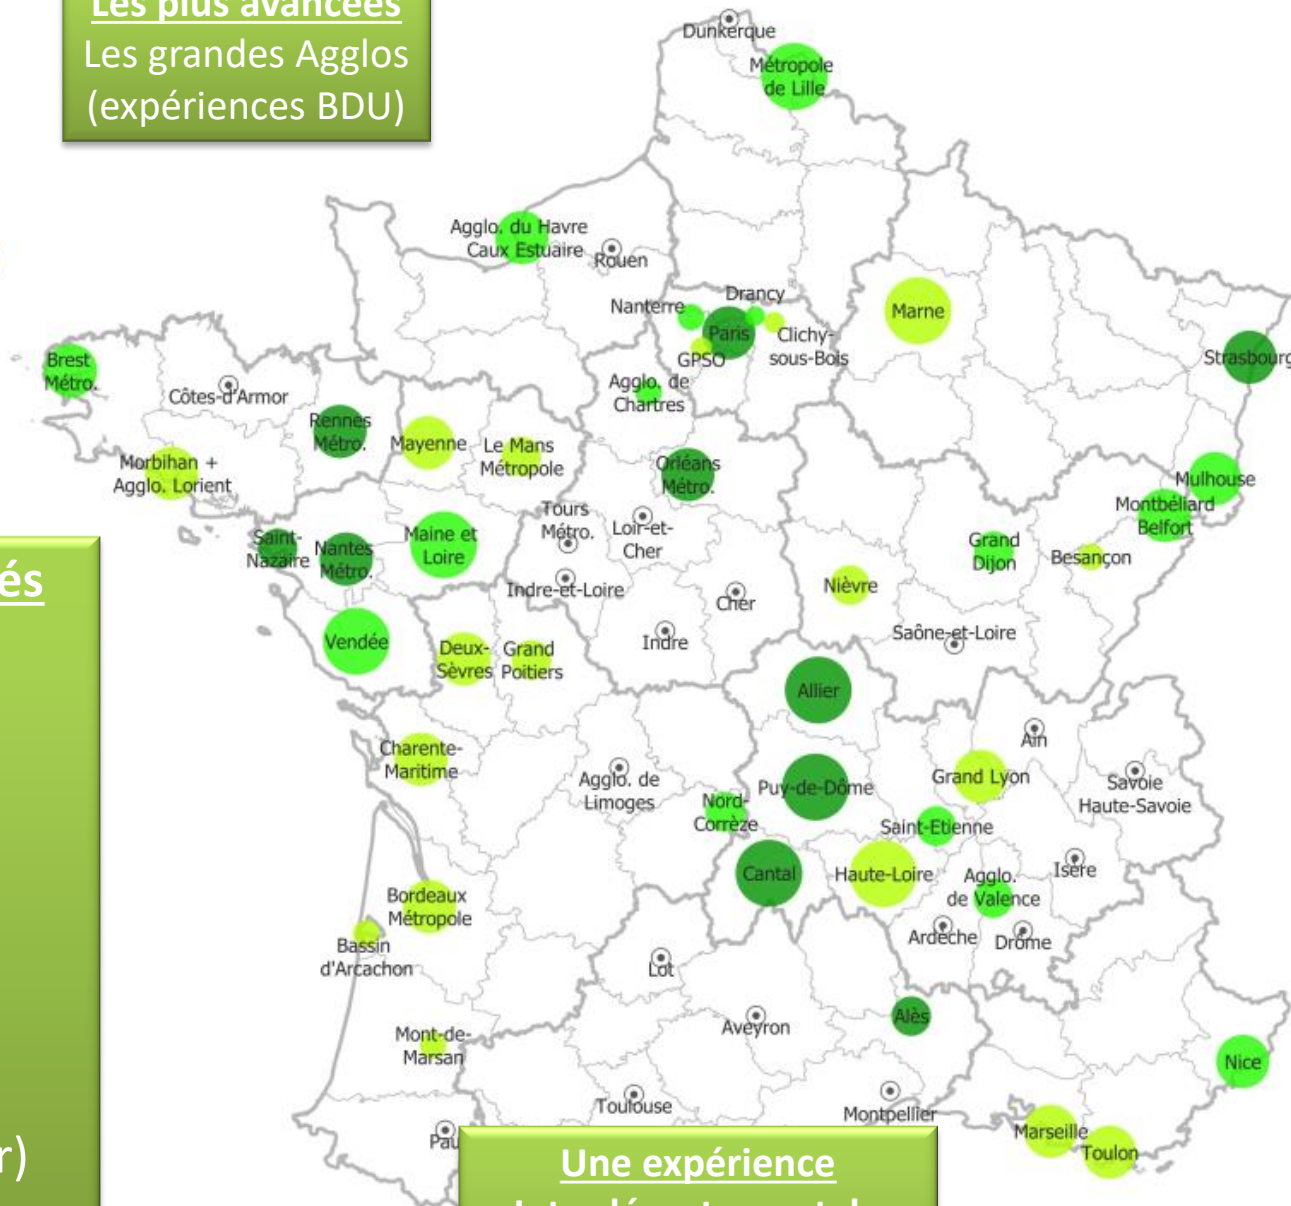 Les plus avancées
Les grandes Agglos
(expériences BDU)
Dunkerque
Métropole
de Lille
Agglo. du Havre
Caux Estuaire
Rouen
Nanterre
Drancy
Paris
Clichy-
sous-Bois
GPSO
Marne
Strasbourg
Agglo. de
Chartres
Brest
Métro.
Côtes-d'Armor
Rennes
Métro.
Mayenne
Le Mans
Métropole
Orléans
Métro.
Morbihan +
Agglo. Lorient
Mulhouse
Montbéliard
Belfort
Tours
Métro.
Loir-et-
Cher
Saint-
Nazaire
Nantes
Métro.
Maine et
Loire
Grand
Dijon
Besançon
Indre-et-Loire
Cher
Nièvre
Indre
Saône-et-Loire
Vendée
Deux-
Sèvres
Grand
Poitiers
Allier
Ain
Charente-
Maritime
Agglo. de
Limoges
Puy-de-Dôme
Grand Lyon
Savoie
Haute-Savoie
Nord-
Corrèze
Saint-Etienne
Cantal
Haute-Loire
Agglo.
de Valence
Isère
Bordeaux
Métropole
Bassin
d'Arcachon
Ardèche
Drôme
Lot
Aveyron
Alès
Mont-de-
Marsan
Nice
Toulouse
Montpellier
Pau
Marseille
Toulon
és
r)
Une expérience